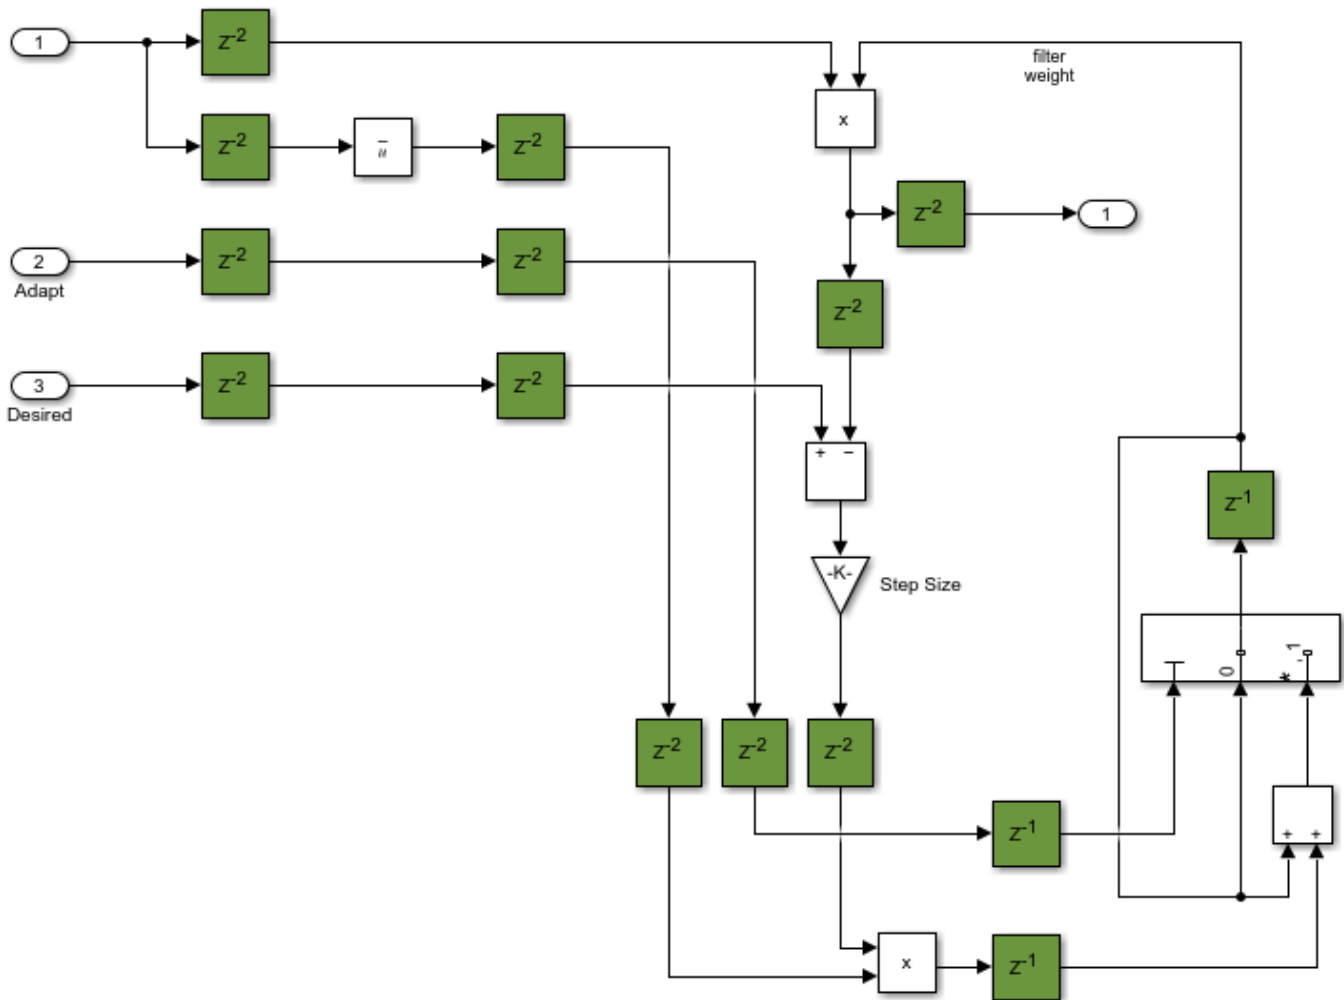 1
z-2
filter
weight
x
z-2
z-2
z-2
1
2
Adapt
z-2
z-2
z-2
3
Desired
z-2
z-2
+ −
z-1
-K-
Step Size
0
*, 1
z-2
z-2
z-2
z-1
+ +
x
z-1